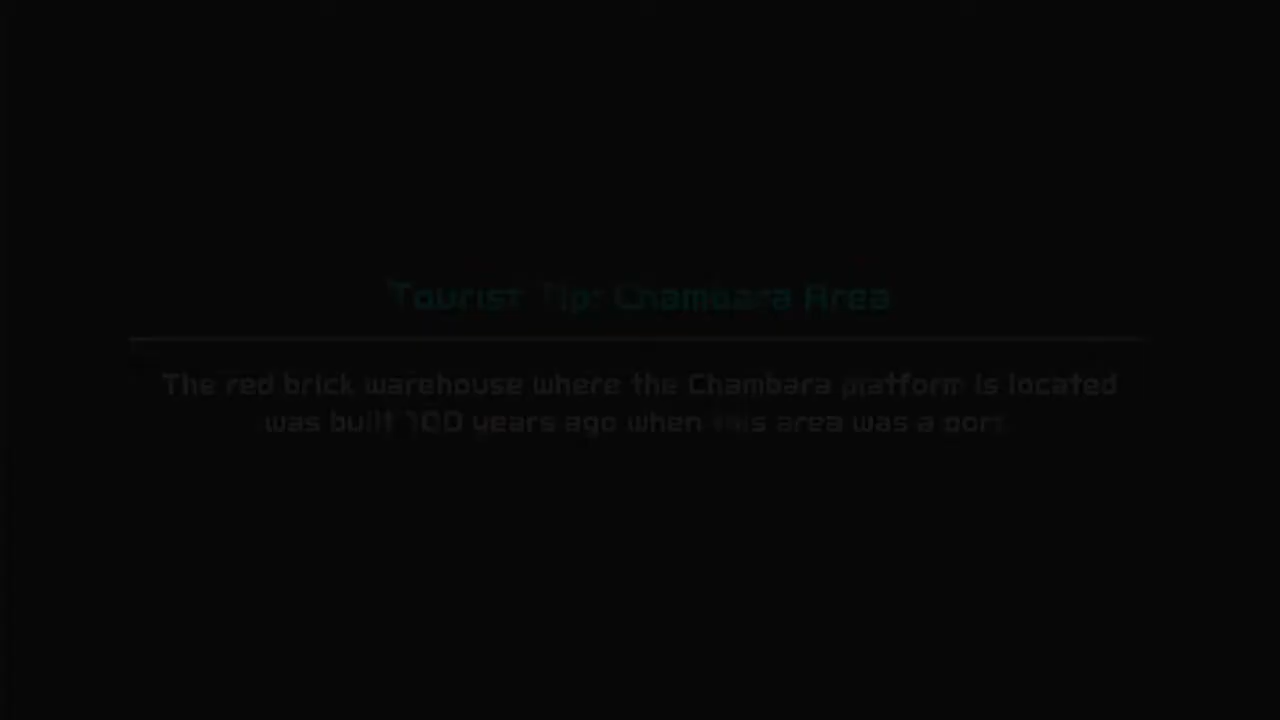 Tourist Tip: Chambara Area
The red brick warehouse where the Chambara platform is located
was built 100 years ago when this area was a port